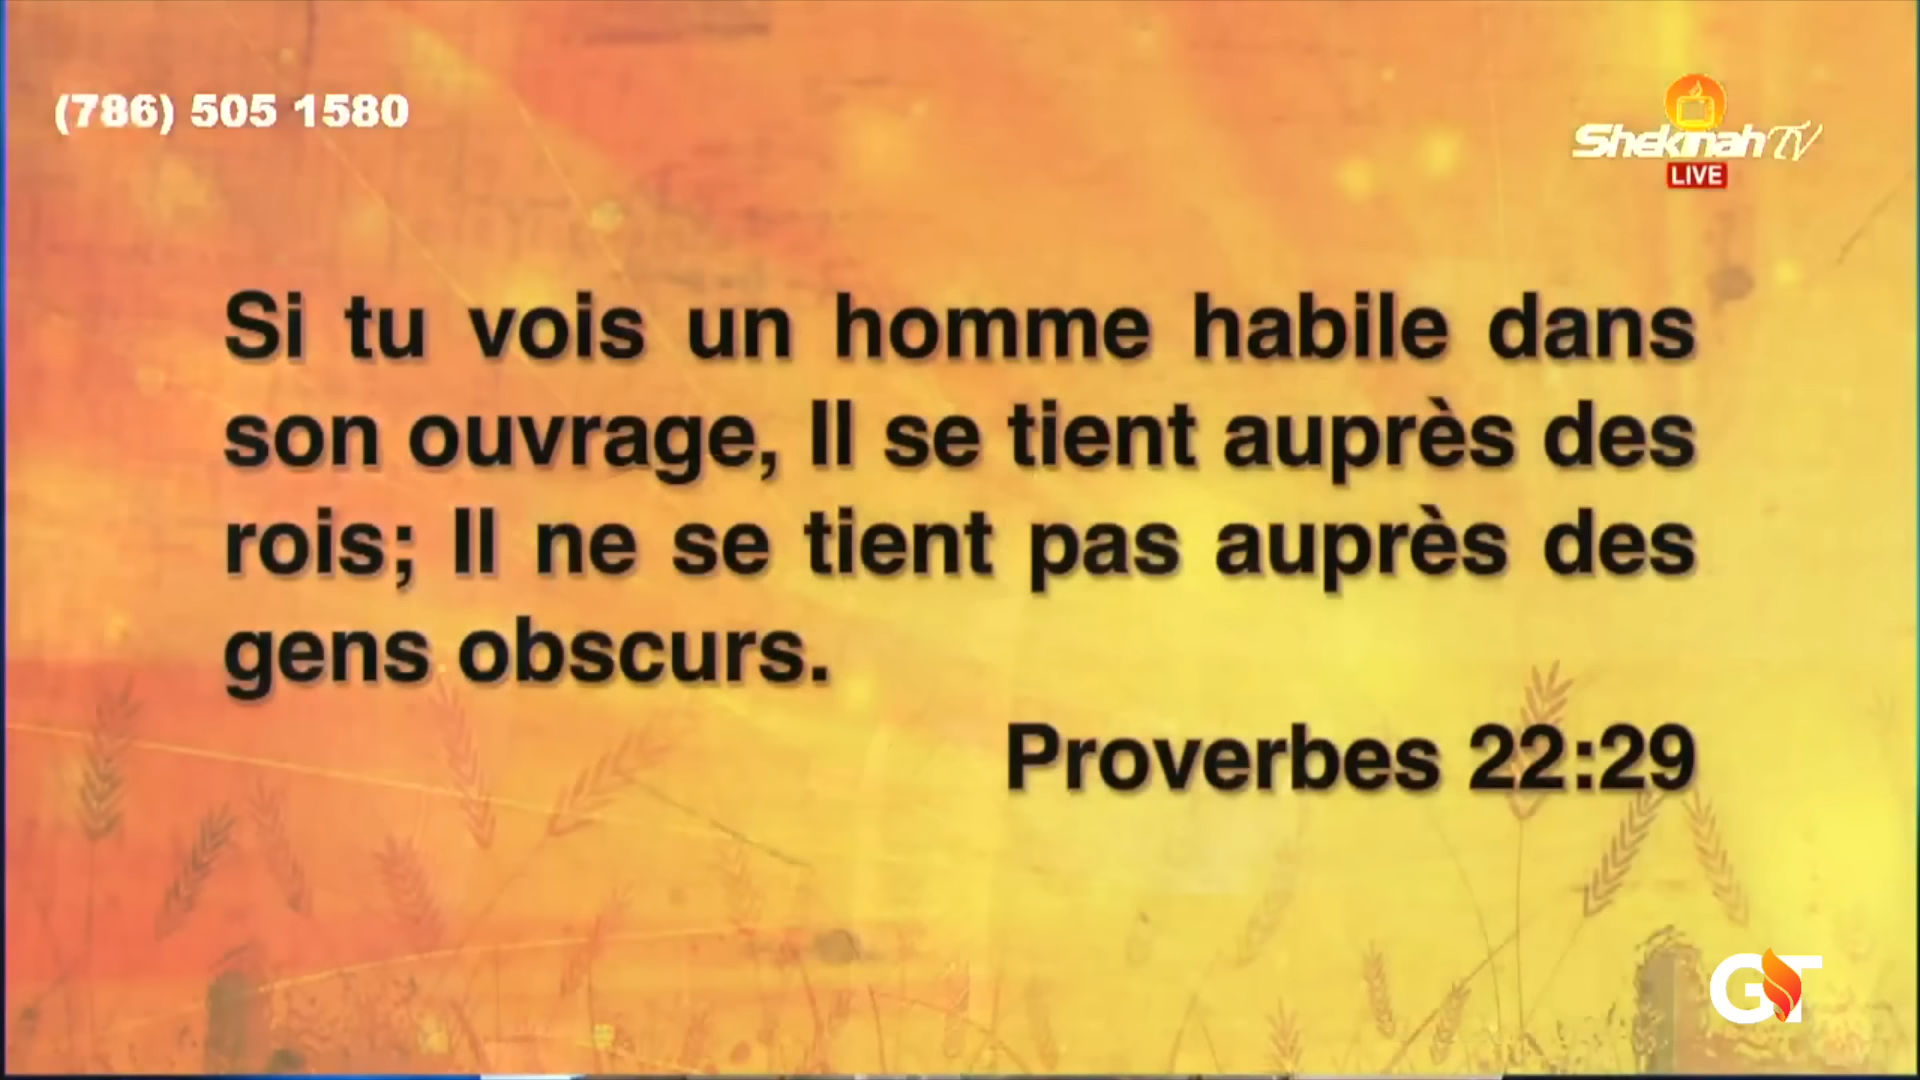 (786) 505 1580
Shekinah TV
LIVE
Si tu vois un homme habile dans
son ouvrage, Il se tient auprès des
rois; Il ne se tient pas auprès des
gens obscurs.
Proverbes 22:29
GT